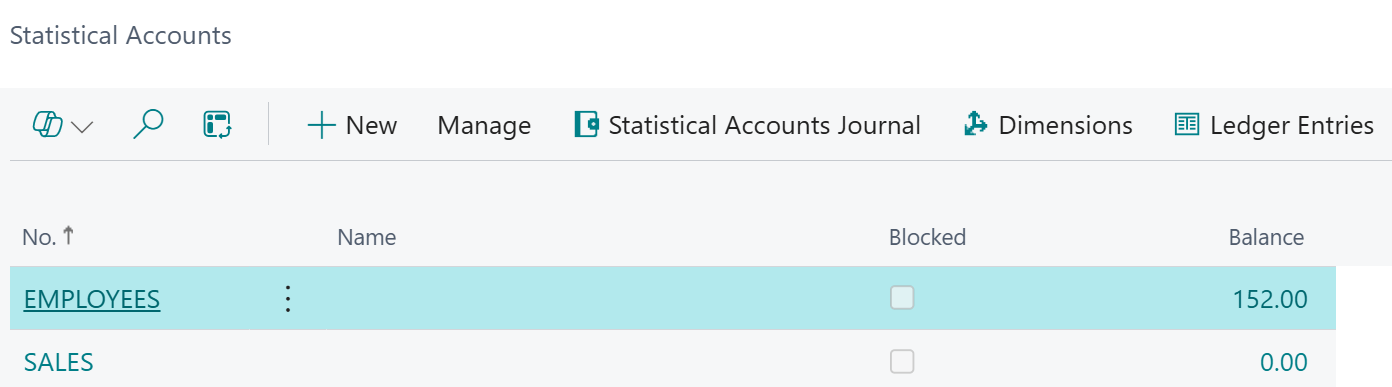 Statistical Accounts
New Manage Statistical Accounts Journal Dimensions Ledger Entries
No. ↑ Name Blocked Balance
EMPLOYEES 152.00
SALES 0.00